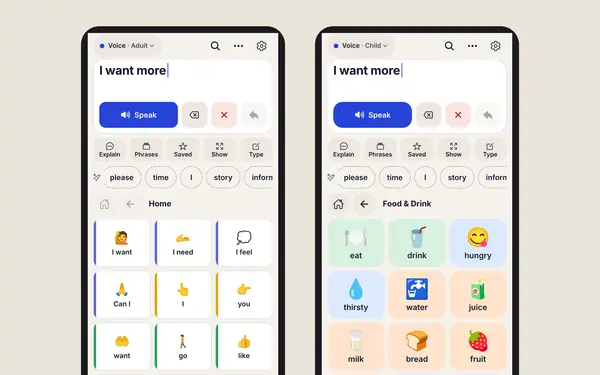 Voice · Adult
I want more
Speak
Explain
Phrases
Saved
Show
Type
please
time
I
story
inform
Home
I want
I need
I feel
Can I
I
you
want
go
like
Voice · Child
I want more
Speak
Explain
Phrases
Saved
Show
Type
please
time
I
story
inform
Food & Drink
eat
drink
hungry
thirsty
water
juice
milk
bread
fruit